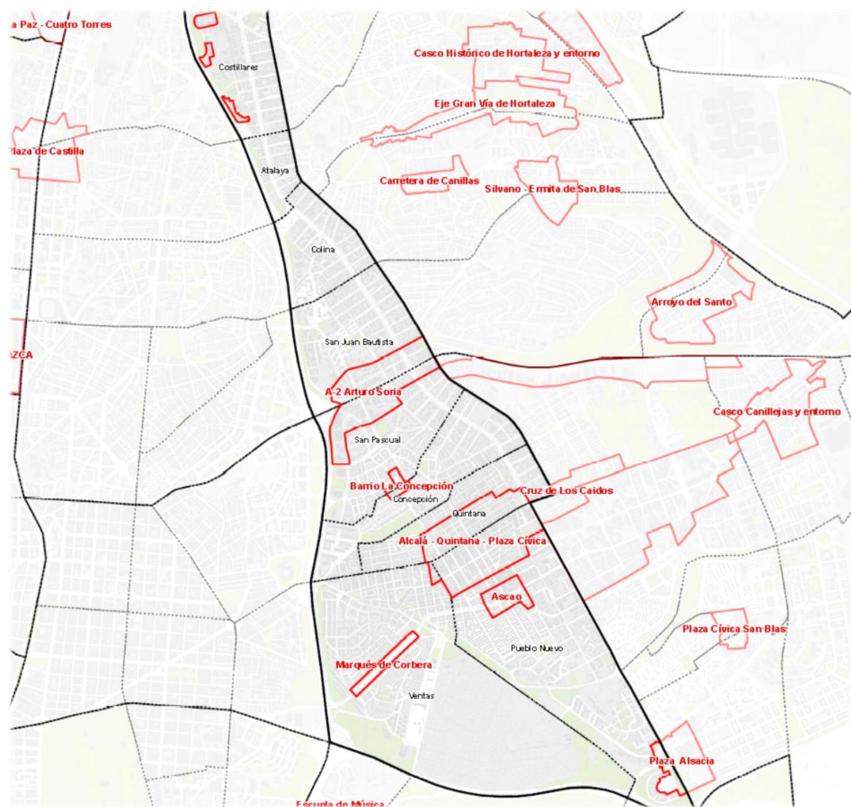 a Paz - Cuatro Torres
Casco Histórico de Hortaleza y entorno
Costillares
Eje Gran Vía de Hortaleza
Plaza de Castilla
Atalaya
Carretera de Canillas
Silvano - Ermita de San Blas
Colina
Arroyo del Santo
San Juan Bautista
AZCA
A-2 Arturo Soria
Casco Canillejas y entorno
San Pascual
Barrio La Concepción
Cruz de Los Caidos
Concepción
Quintana
Alcalá - Quintana - Plaza Cívica
Ascao
Plaza Cívica San Blas
Pueblo Nuevo
Marqués de Corbera
Ventas
Plaza Alsacia
Escuela de Música